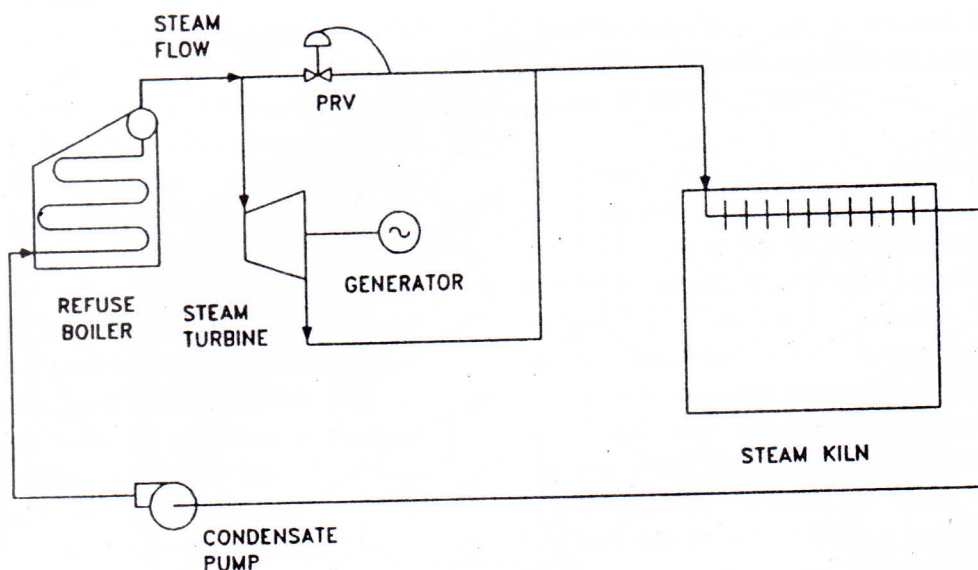 STEAM
FLOW
PRV
REFUSE
BOILER
STEAM
TURBINE
GENERATOR
STEAM KILN
CONDENSATE
PUMP